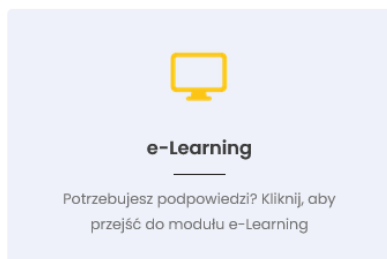 e-Learning
Potrzebujesz podpowiedzi? Kliknij, aby
przejść do modułu e-Learning